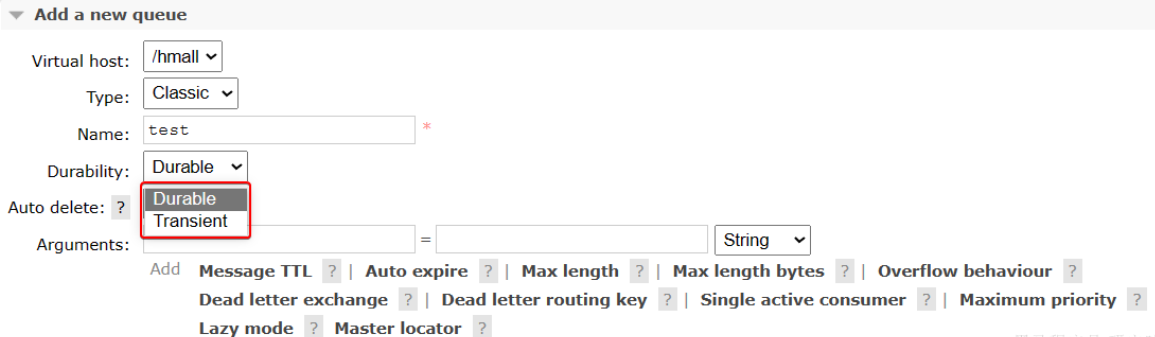 Add a new queue
Virtual host: /hmall
Type: Classic
Name: test *
Durability: Durable
Durable
Auto delete: ?
Transient
Arguments: = String
Add Message TTL ? | Auto expire ? | Max length ? | Max length bytes ? | Overflow behaviour ?
Dead letter exchange ? | Dead letter routing key ? | Single active consumer ? | Maximum priority ?
Lazy mode ? Master locator ?